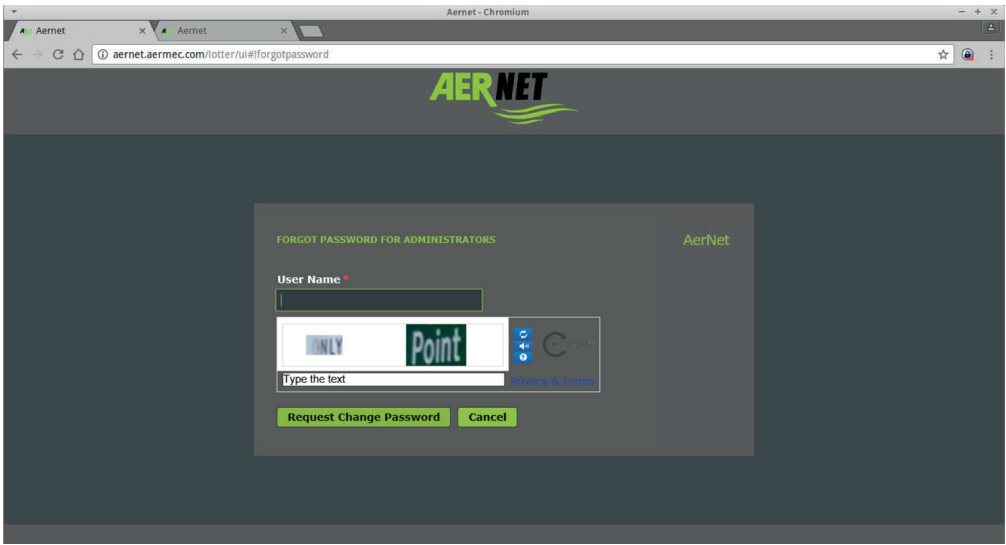 Aernet - Chromium
Aernet
Aernet
aernet.aermec.com/iotter/ui#!forgotpassword
AERNET
FORGOT PASSWORD FOR ADMINISTRATORS
AerNet
User Name *
ONLY Point
Type the text
Privacy & Terms
Request Change Password
Cancel